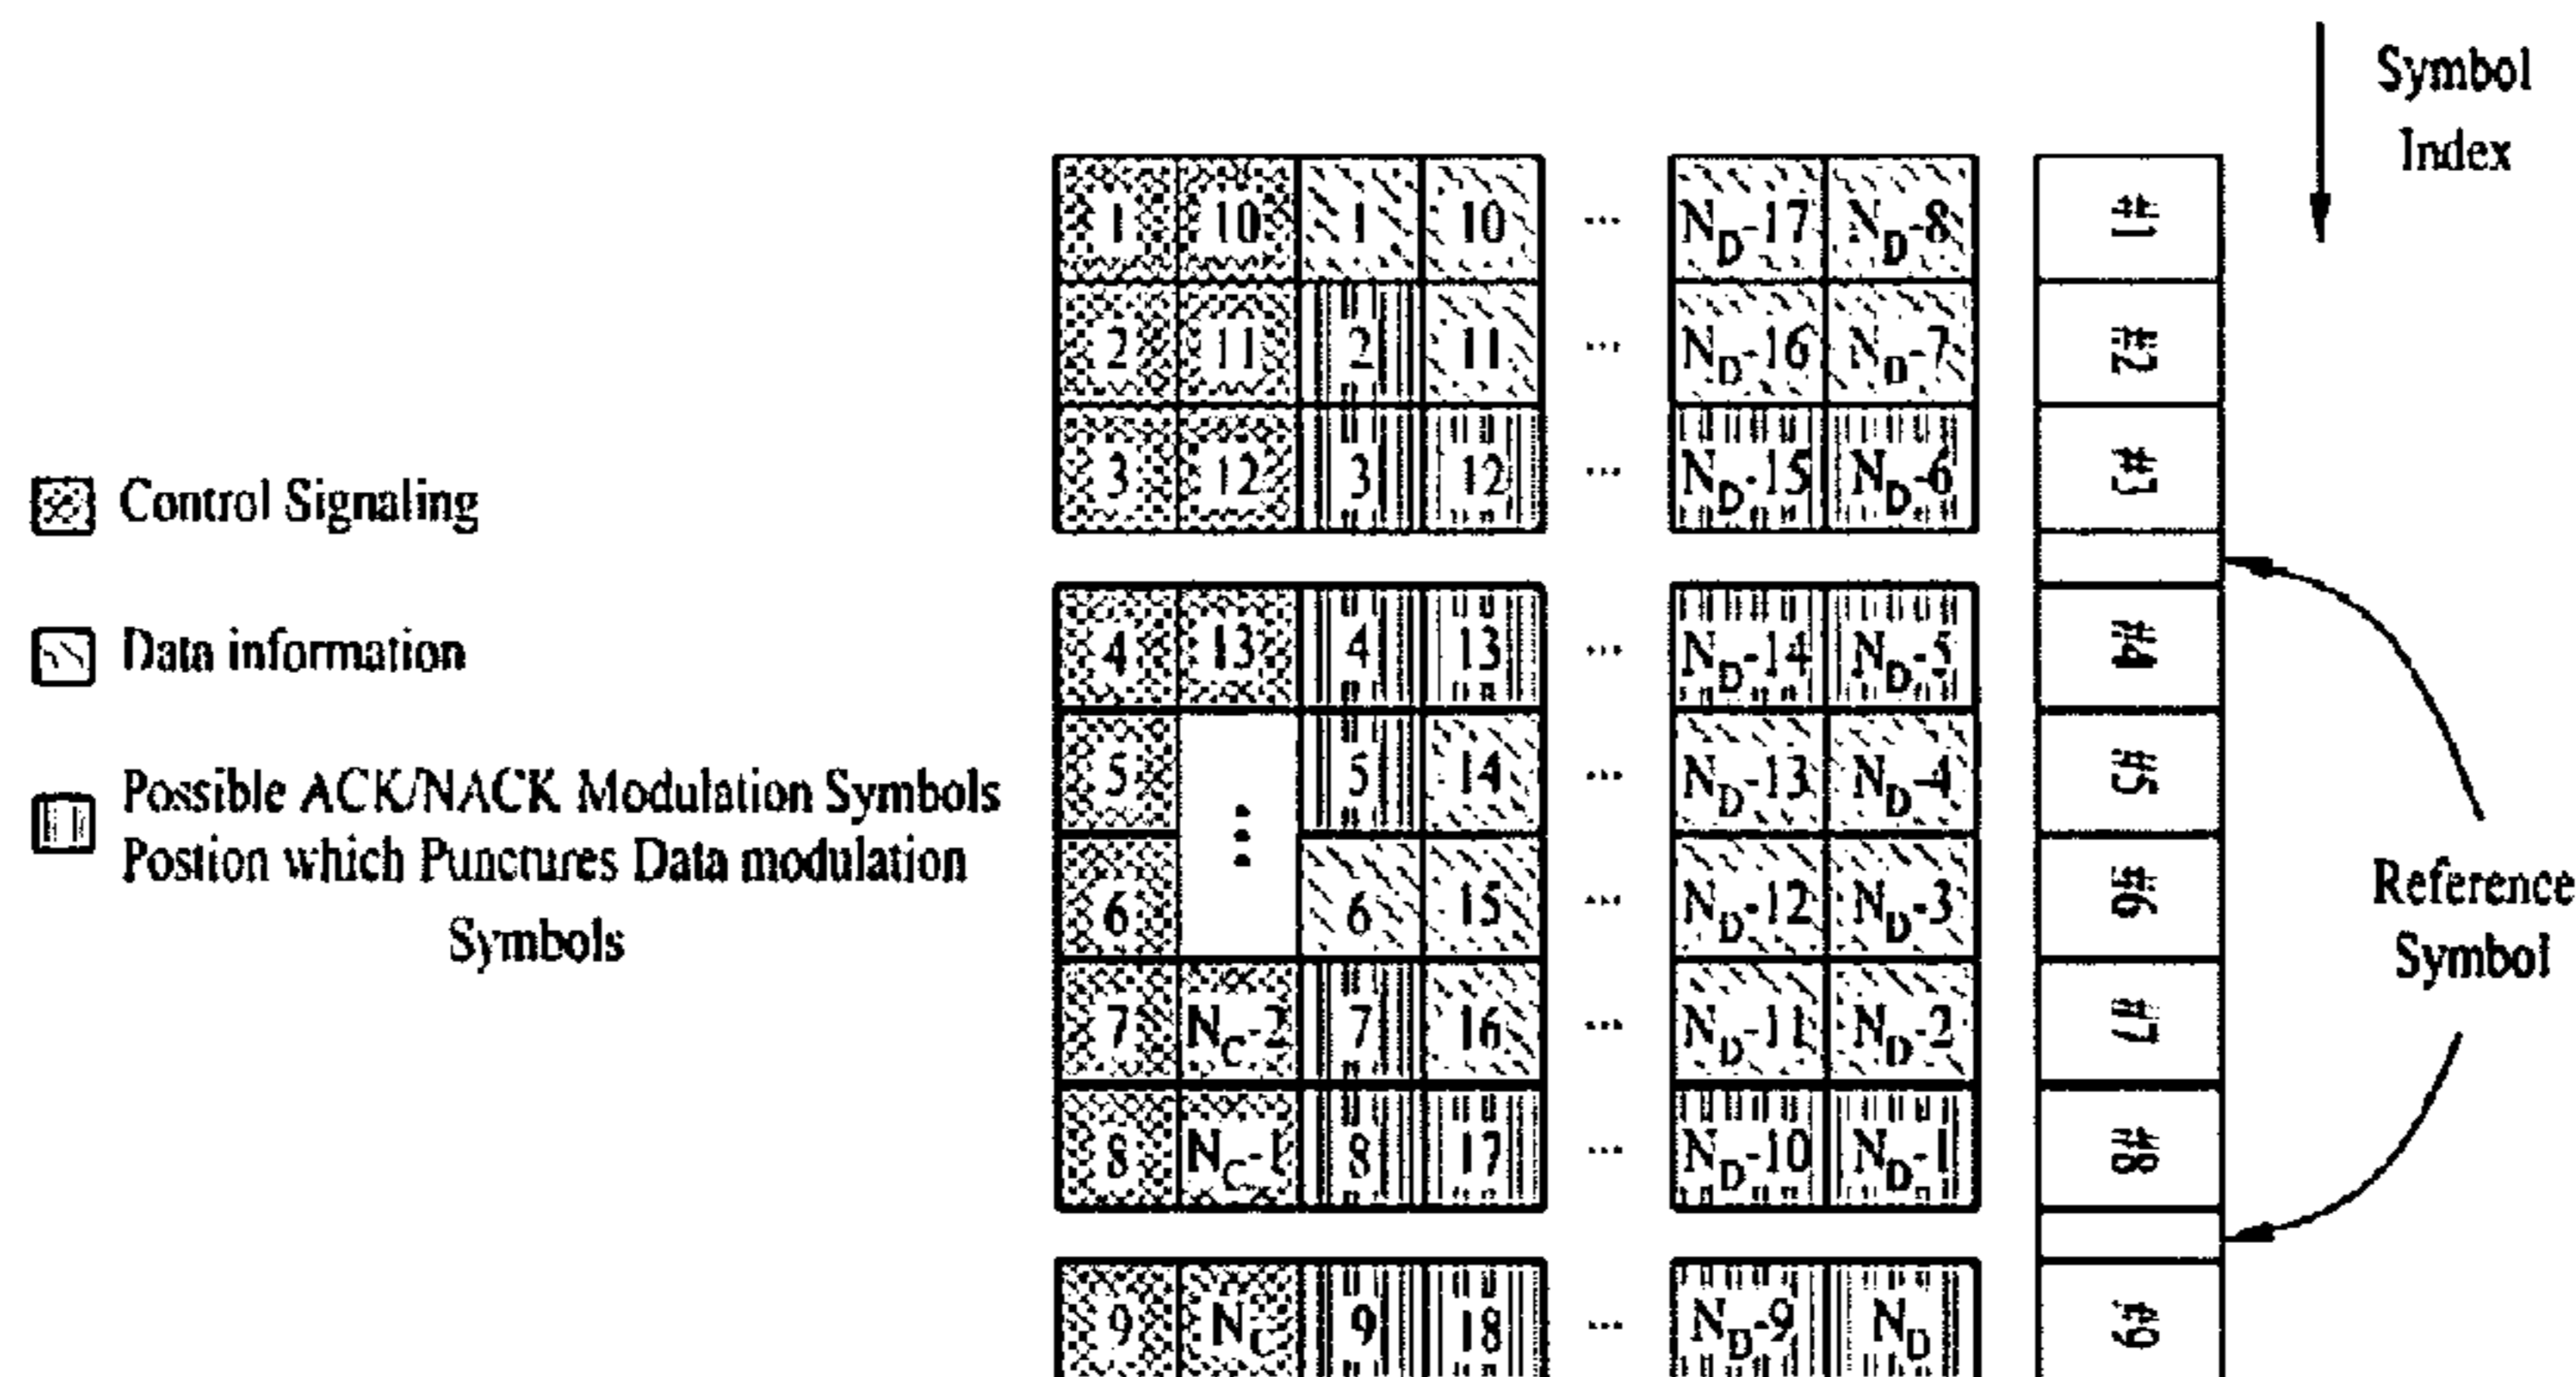 Symbol
Index
1 10 1 10 ... N_D-17 N_D-8 #1
2 11 2 11 ... N_D-16 N_D-7 #2
3 12 3 12 ... N_D-15 N_D-6 #3
Control Signaling
4 13 4 13 ... N_D-14 N_D-5 #4
Data information
5 5 14 ... N_D-13 N_D-4 #5
Possible ACK/NACK Modulation Symbols
Postion which Punctures Data modulation
Symbols
6 6 15 ... N_D-12 N_D-3 #6
Reference
Symbol
7 N_C-2 7 16 ... N_D-11 N_D-2 #7
8 N_C-1 8 17 ... N_D-10 N_D-1 #8
9 N_C 9 18 ... N_D-9 N_D #9